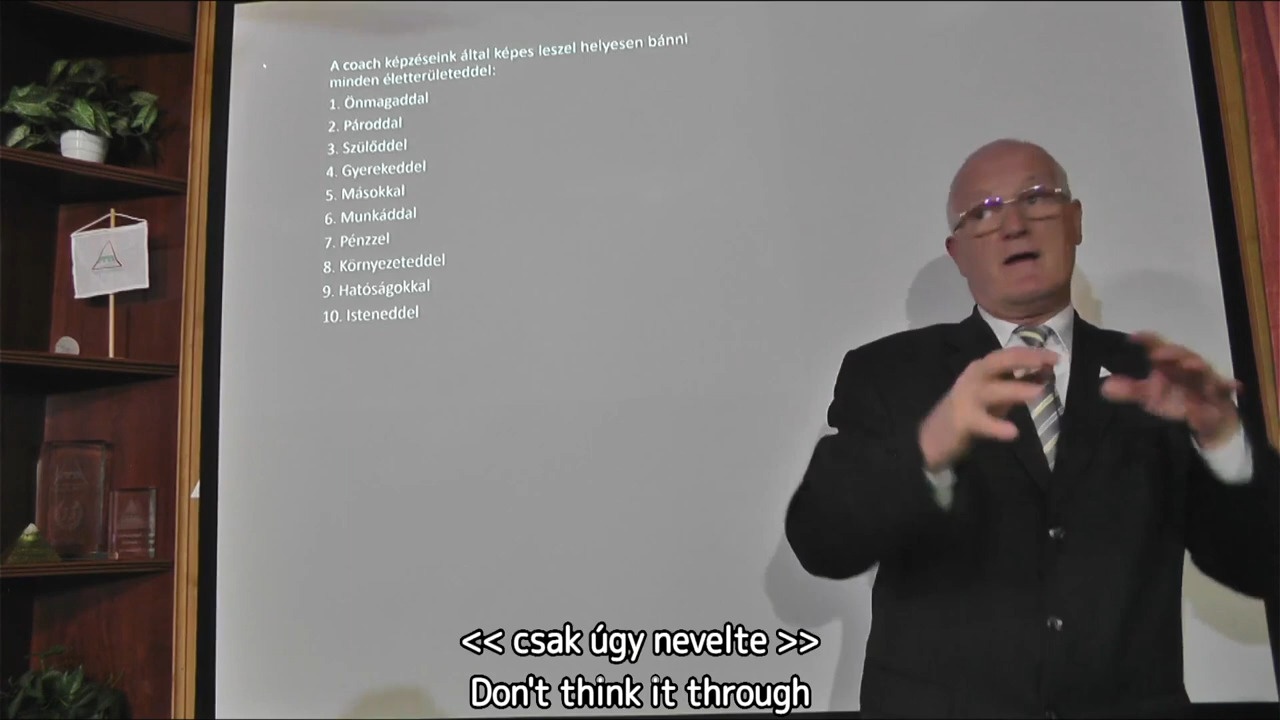 A coach képzéseink által képes leszel helyesen bánni
minden életterületeddel:
1. Önmagaddal
2. Pároddal
3. Szülőddel
4. Gyerekeddel
5. Másokkal
6. Munkáddal
7. Pénzzel
8. Környezeteddel
9. Hatóságokkal
10. Isteneddel
<< csak úgy nevelte >>
Don't think it through